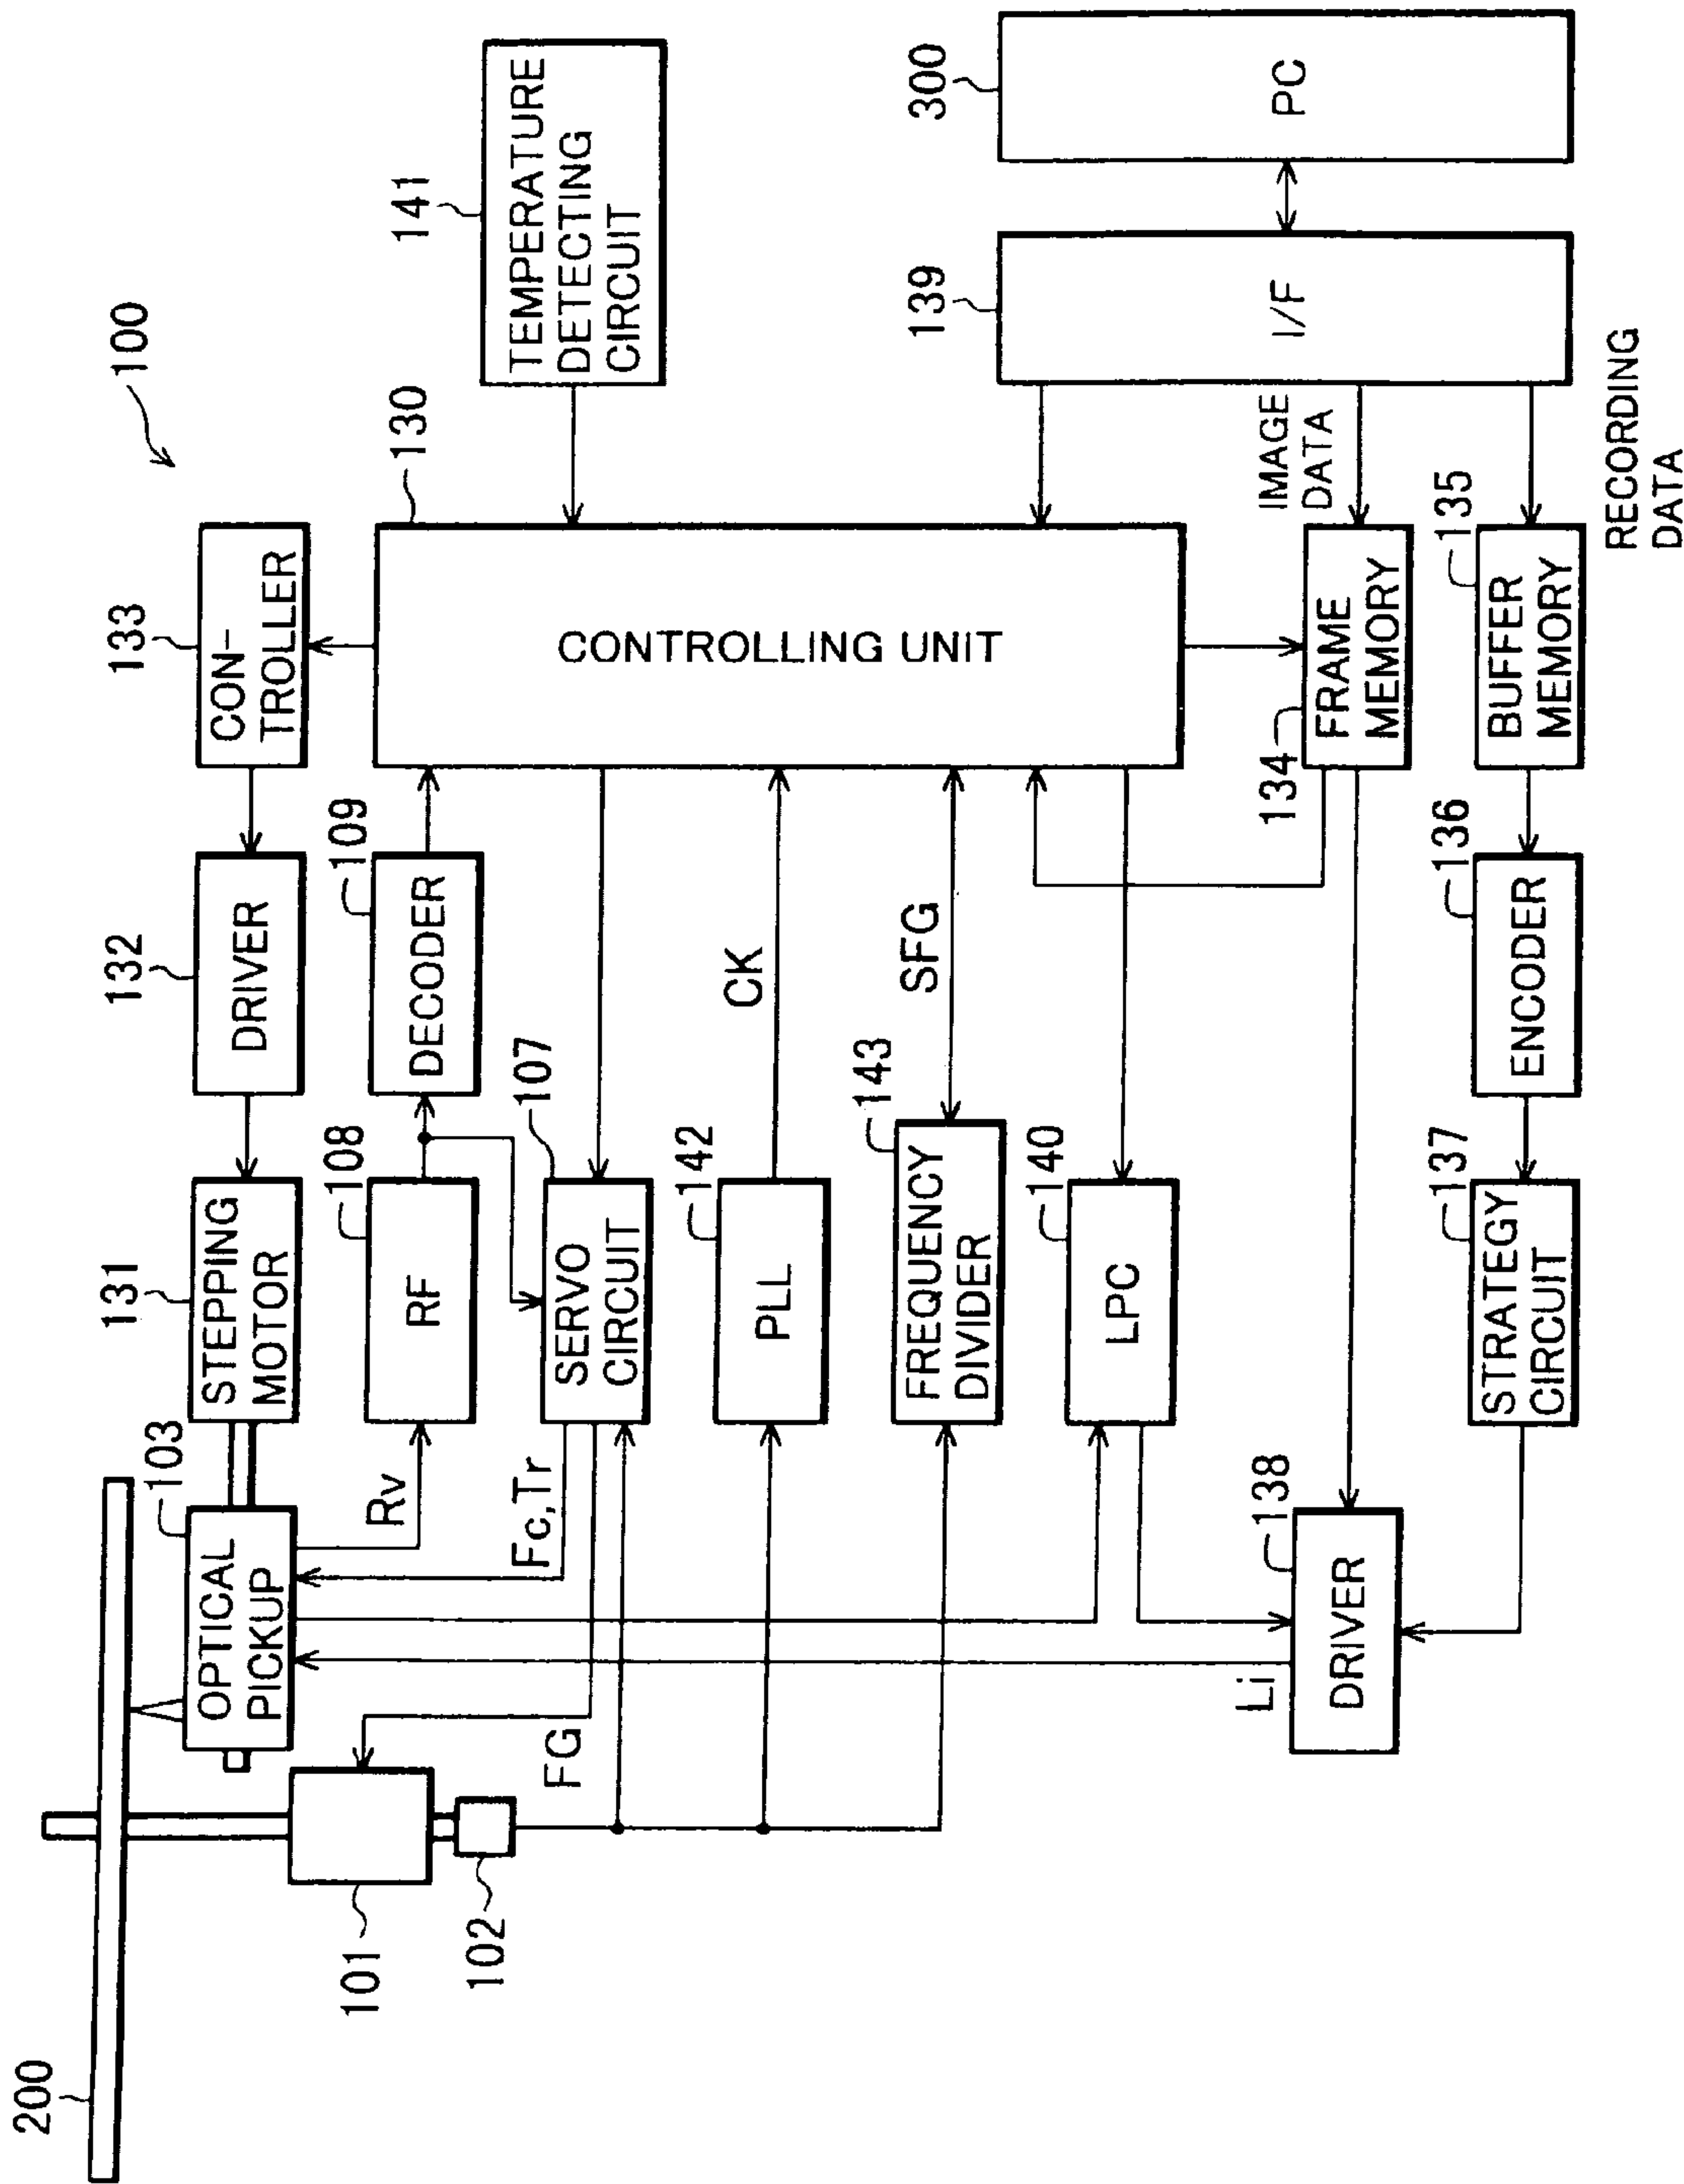 100
200
101
102
103
OPTICAL
PICKUP
131
STEPPING
MOTOR
132
DRIVER
133
CON-
TROLLER
Rv
108
RF
109
DECODER
130
CONTROLLING UNIT
141
TEMPERATURE
DETECTING
CIRCUIT
Fc,Tr
FG
107
SERVO
CIRCUIT
142
PLL
CK
143
FREQUENCY
DIVIDER
SFG
140
LPC
Li
138
DRIVER
134
FRAME
MEMORY
IMAGE
DATA
139
I/F
300
PC
137
STRATEGY
CIRCUIT
136
ENCODER
135
BUFFER
MEMORY
RECORDING
DATA